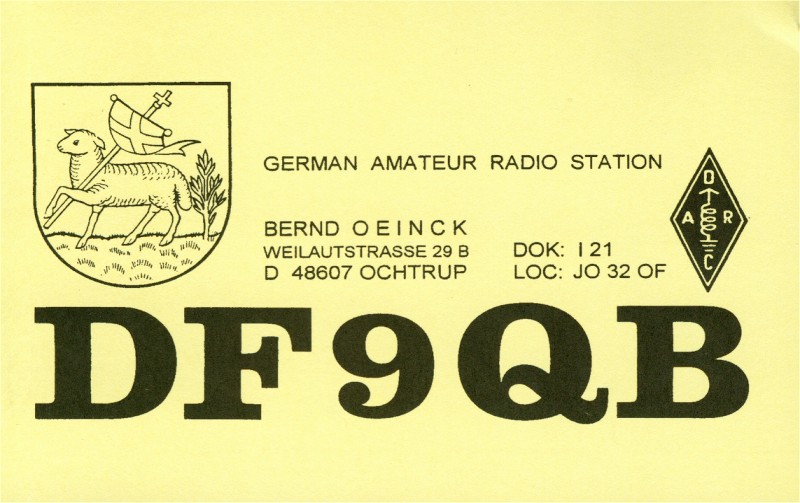 GERMAN AMATEUR RADIO STATION
BERND OEINCK
WEILAUTSTRASSE 29 B
D 48607 OCHTRUP
DOK: I 21
LOC: JO 32 OF
D
A R
C
DF9QB